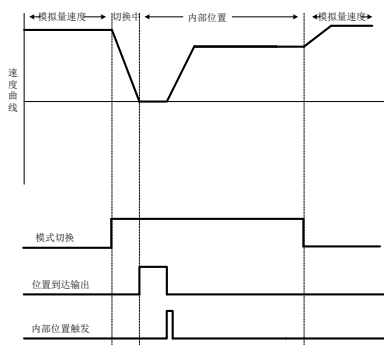 模拟量速度
切换中
内部位置
模拟量速度
速度曲线
模式切换
位置到达输出
内部位置触发